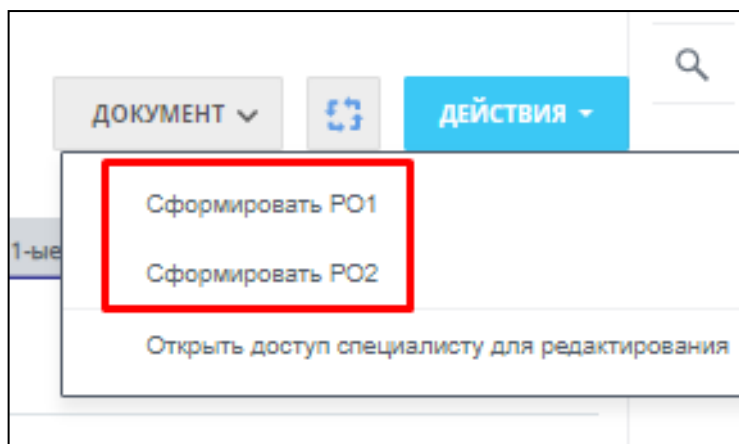 ДОКУМЕНТ
ДЕЙСТВИЯ
Сформировать РО1
1-ые
Сформировать РО2
Открыть доступ специалисту для редактирования